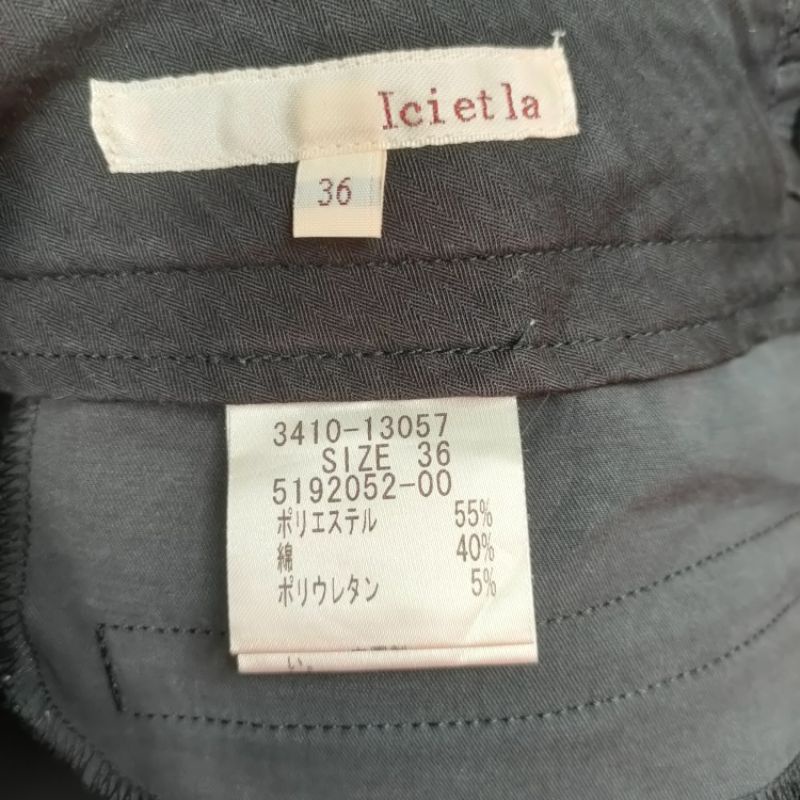 Icietla
36
3410-13057
SIZE 36
5192052-00
ポリエステル 55%
綿 40%
ポリウレタン 5%
い。